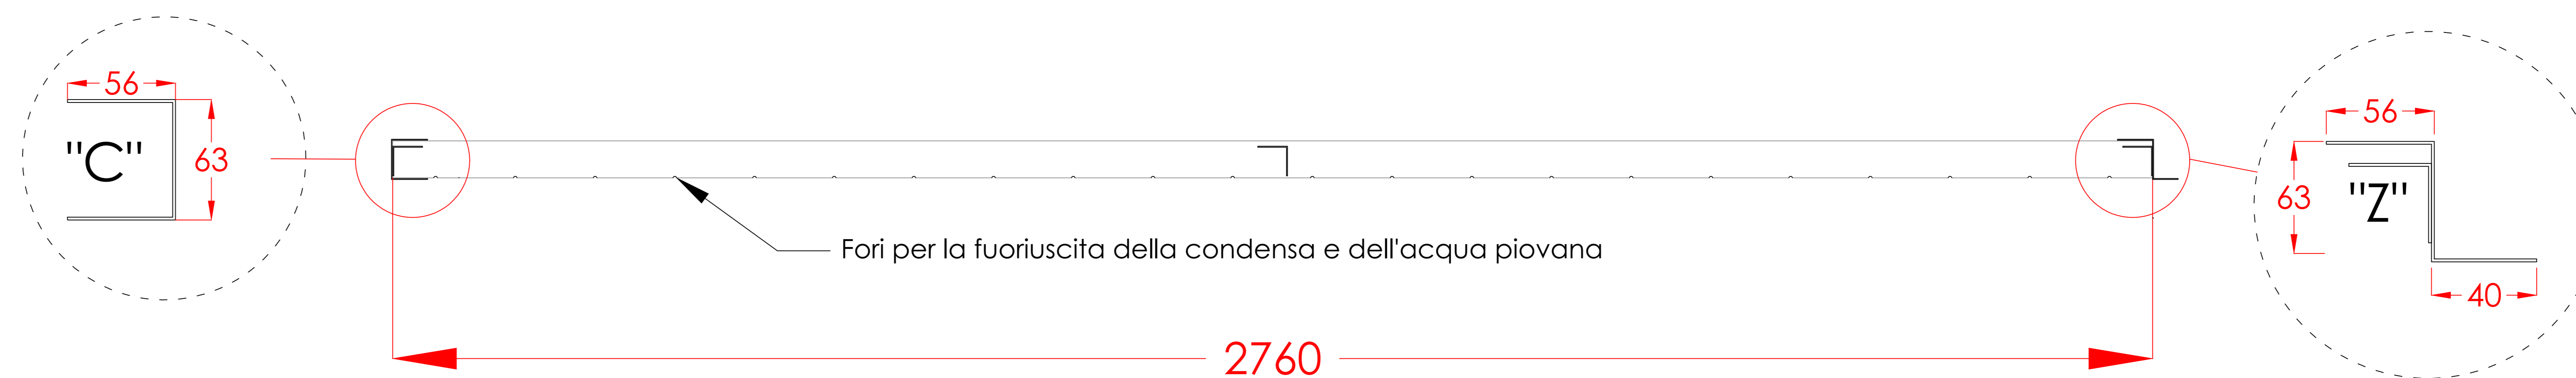 56
"C"
63
Fori per la fuoriuscita della condensa e dell'acqua piovana
2760
56
63
"Z"
40